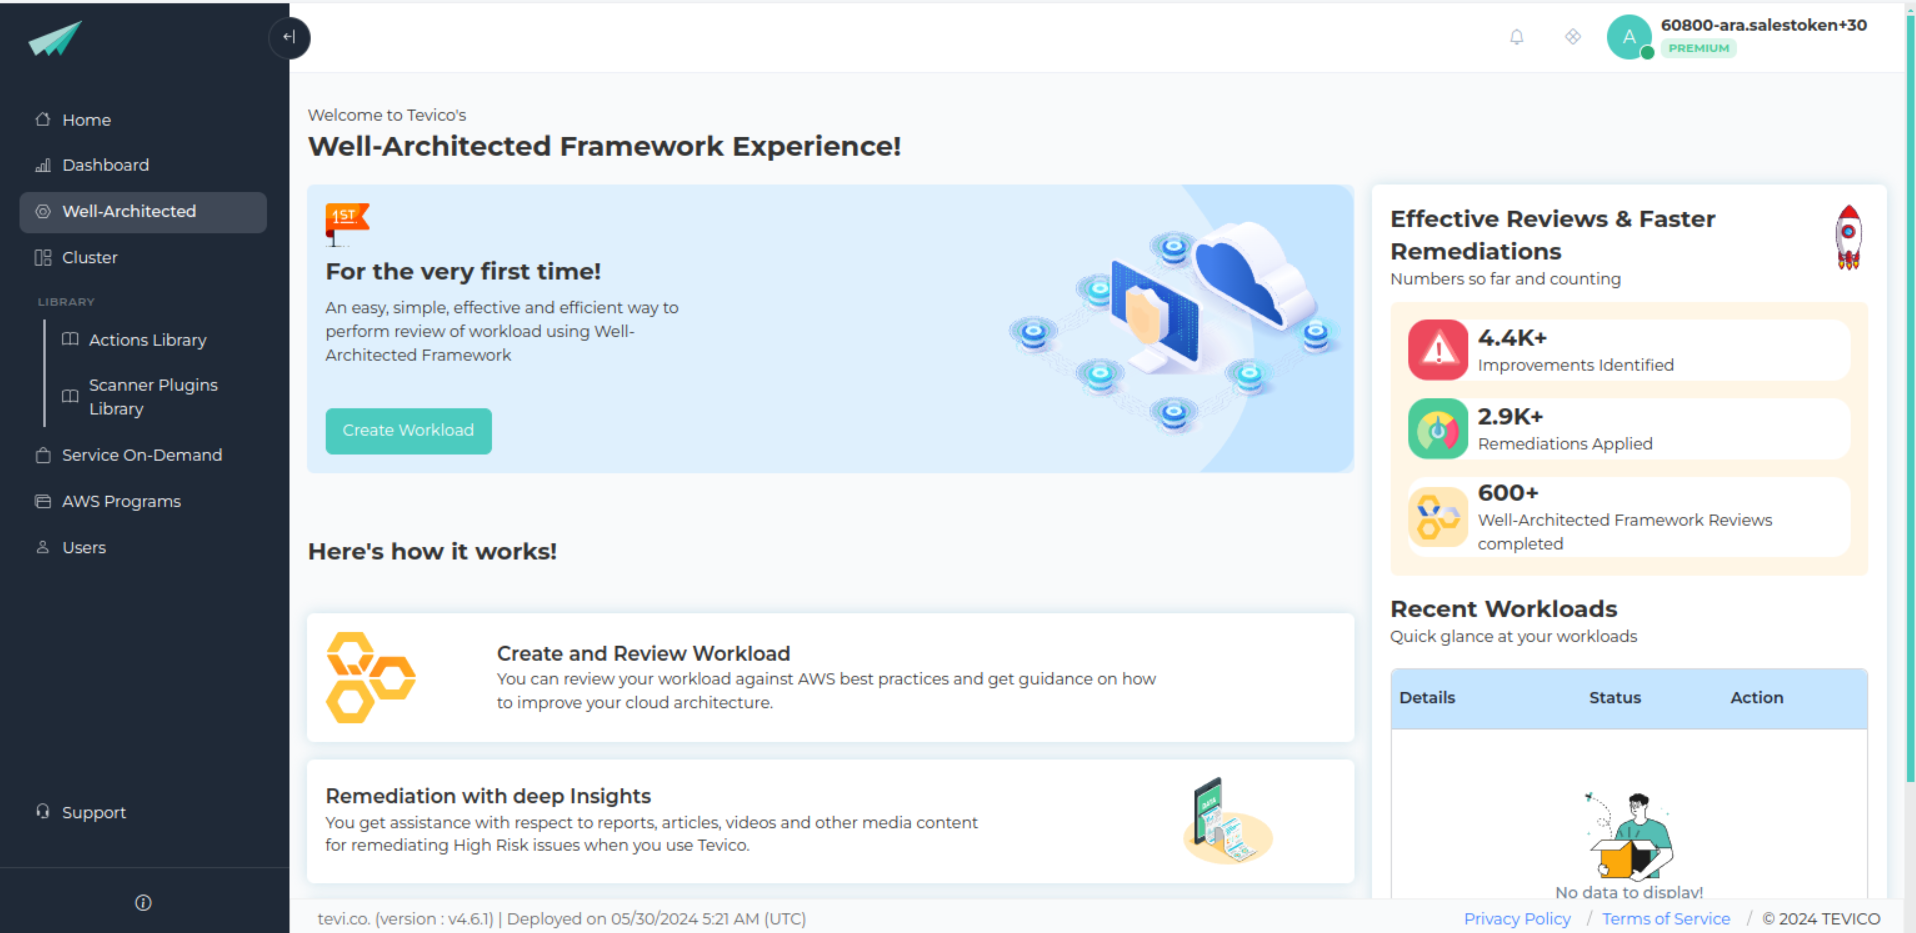 60800-ara.salestoken+30
A
PREMIUM
Home
Dashboard
Well-Architected
Cluster
LIBRARY
Actions Library
Scanner Plugins
Library
Service On-Demand
AWS Programs
Users
Support
Welcome to Tevico's
Well-Architected Framework Experience!
1ST
For the very first time!
An easy, simple, effective and efficient way to
perform review of workload using Well-
Architected Framework
Create Workload
Here's how it works!
Create and Review Workload
You can review your workload against AWS best practices and get guidance on how
to improve your cloud architecture.
Remediation with deep Insights
You get assistance with respect to reports, articles, videos and other media content
for remediating High Risk issues when you use Tevico.
DATA
Effective Reviews & Faster
Remediations
Numbers so far and counting
4.4K+
Improvements Identified
2.9K+
Remediations Applied
600+
Well-Architected Framework Reviews
completed
Recent Workloads
Quick glance at your workloads
Details Status Action
No data to display!
tevi.co. (version : v4.6.1) | Deployed on 05/30/2024 5:21 AM (UTC)
Privacy Policy / Terms of Service / © 2024 TEVICO